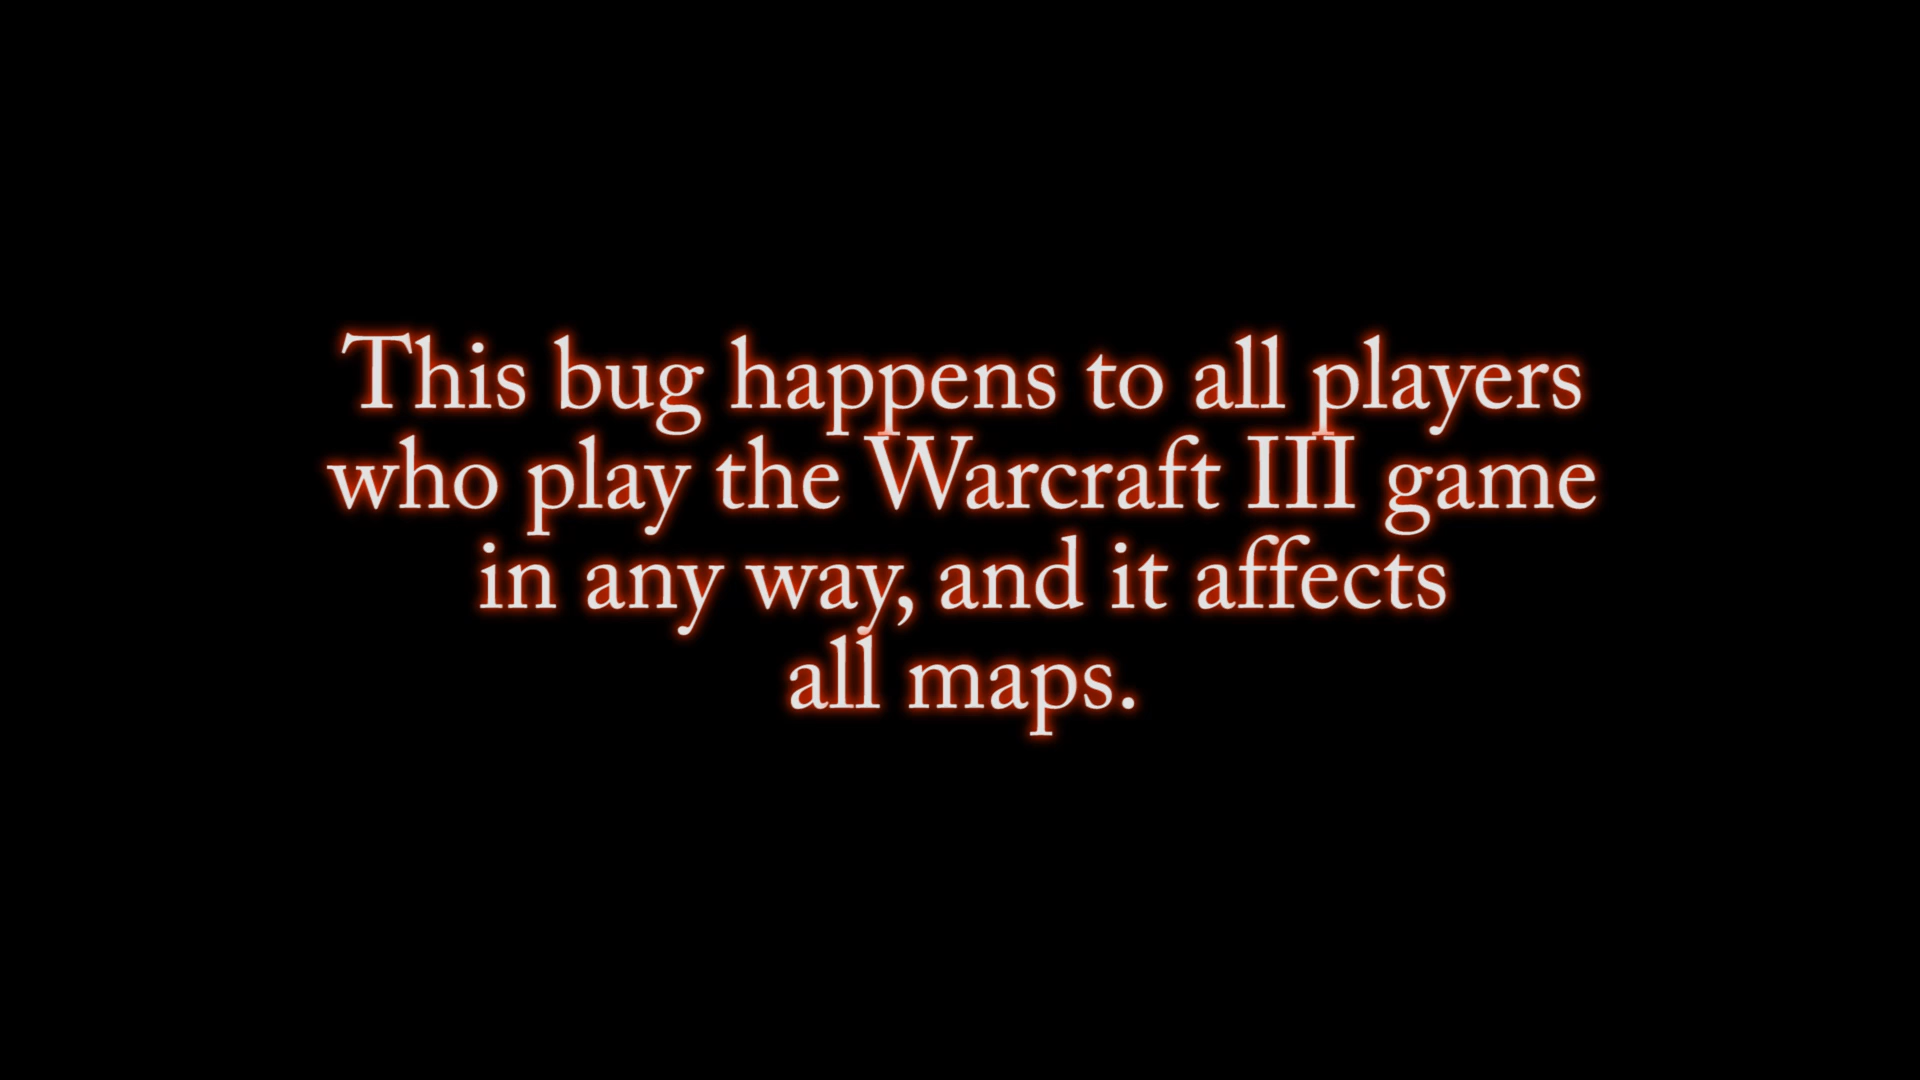 This bug happens to all players
who play the Warcraft III game
in any way, and it affects
all maps.